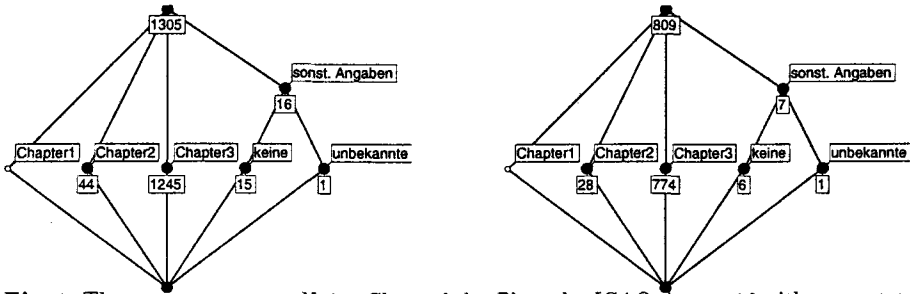 1305 809
sonst. Angaben sonst. Angaben
16 7
Chapter1 Chapter2 Chapter3 keine unbekannte Chapter1 Chapter2 Chapter3 keine unbekannte
44 1245 15 1 28 774 6 1